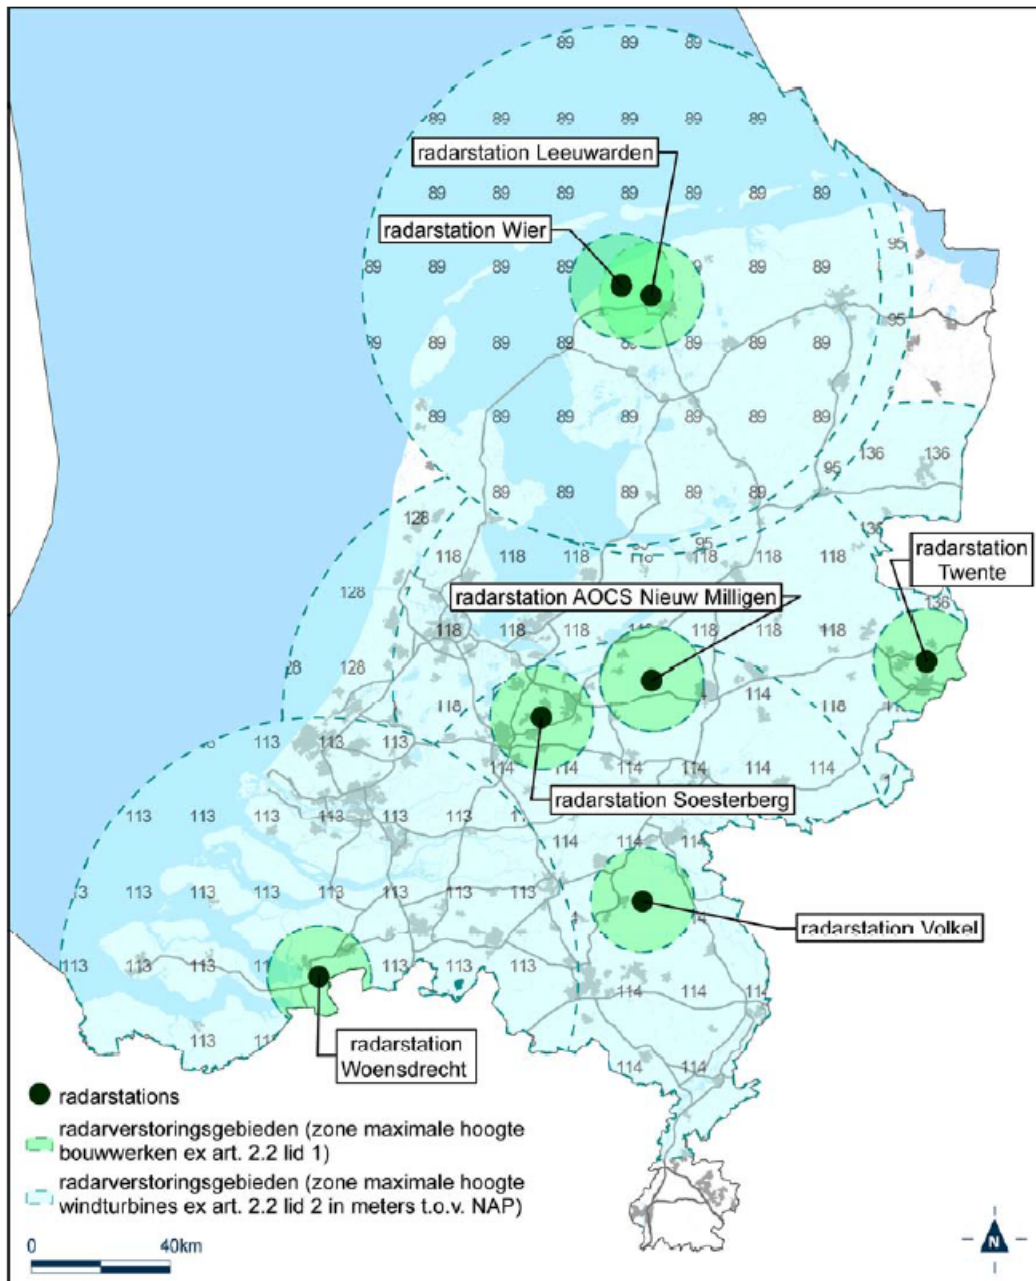 89 89 89
89 89 89 89 89 89
radarstation Leeuwarden
89 89 89 89 89 89 89
radarstation Wier
95
89 89 89 89 89 89
95
89 89 89 89 89 89 89
89 89 89 89 89 89 89
136 136
95
89 89 89 89 89
128
95
118 118 118 118 118 118
radarstation
Twente
128
radarstation AOCS Nieuw Milligen
136
118 118 118 118 118 118
128
118 114 118
113 113 113
114 114 114 114 114 114
radarstation Soesterberg
113 113 113 113 113 113
114 114 114
113 113 113 113 113 113 113
radarstation Volkel
113 113 113 113 113 113
114 114 114
113
radarstation
Woensdrecht
114 114
radarstations
radarverstoringsgebieden (zone maximale hoogte
bouwwerken ex art. 2.2 lid 1)
radarverstoringsgebieden (zone maximale hoogte
windturbines ex art. 2.2 lid 2 in meters t.o.v. NAP)
0 40km
N